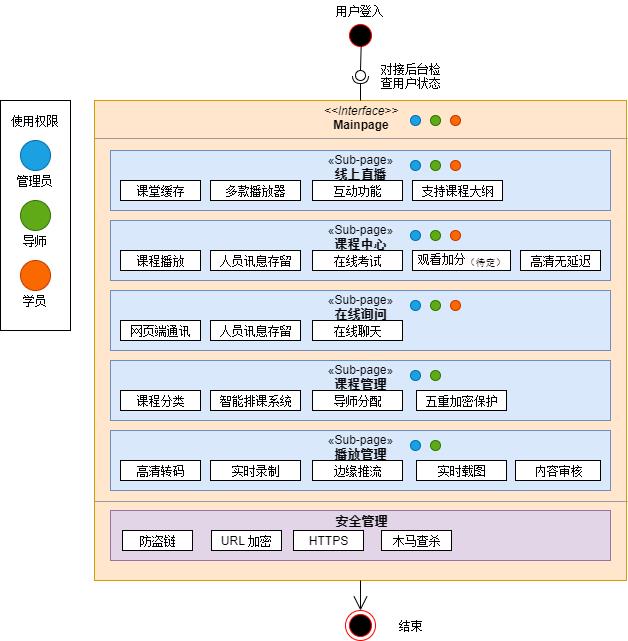 用户登入
对接后台检
查用户状态
使用权限
管理员
导师
学员
<<Interface>>
Mainpage
«Sub-page»
线上直播
课堂缓存
多款播放器
互动功能
支持课程大纲
«Sub-page»
课程中心
课程播放
人员讯息存留
在线考试
观看加分（待定）
高清无延迟
«Sub-page»
在线询问
网页端通讯
人员讯息存留
在线聊天
«Sub-page»
课程管理
课程分类
智能排课系统
导师分配
五重加密保护
«Sub-page»
播放管理
高清转码
实时录制
边缘推流
实时载图
内容审核
安全管理
防盗链
URL 加密
HTTPS
木马查杀
结束